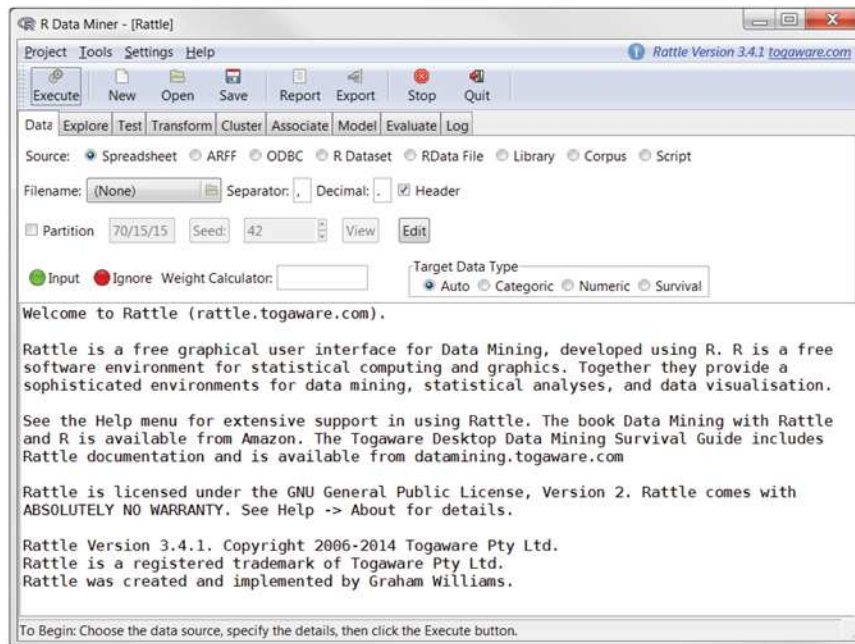 R Data Miner - [Rattle]
Project Tools Settings Help Rattle Version 3.4.1 togaware.com
Execute New Open Save Report Export Stop Quit
Data Explore Test Transform Cluster Associate Model Evaluate Log
Source: Spreadsheet ARFF ODBC R Dataset RData File Library Corpus Script
Filename: (None) Separator: , Decimal: . Header
Partition 70/15/15 Seed: 42 View Edit
Target Data Type
Input Ignore Weight Calculator: Auto Categoric Numeric Survival
Welcome to Rattle (rattle.togaware.com).
Rattle is a free graphical user interface for Data Mining, developed using R. R is a free
software environment for statistical computing and graphics. Together they provide a
sophisticated environments for data mining, statistical analyses, and data visualisation.
See the Help menu for extensive support in using Rattle. The book Data Mining with Rattle
and R is available from Amazon. The Togaware Desktop Data Mining Survival Guide includes
Rattle documentation and is available from datamining.togaware.com
Rattle is licensed under the GNU General Public License, Version 2. Rattle comes with
ABSOLUTELY NO WARRANTY. See Help -> About for details.
Rattle Version 3.4.1. Copyright 2006-2014 Togaware Pty Ltd.
Rattle is a registered trademark of Togaware Pty Ltd.
Rattle was created and implemented by Graham Williams.
To Begin: Choose the data source, specify the details, then click the Execute button.